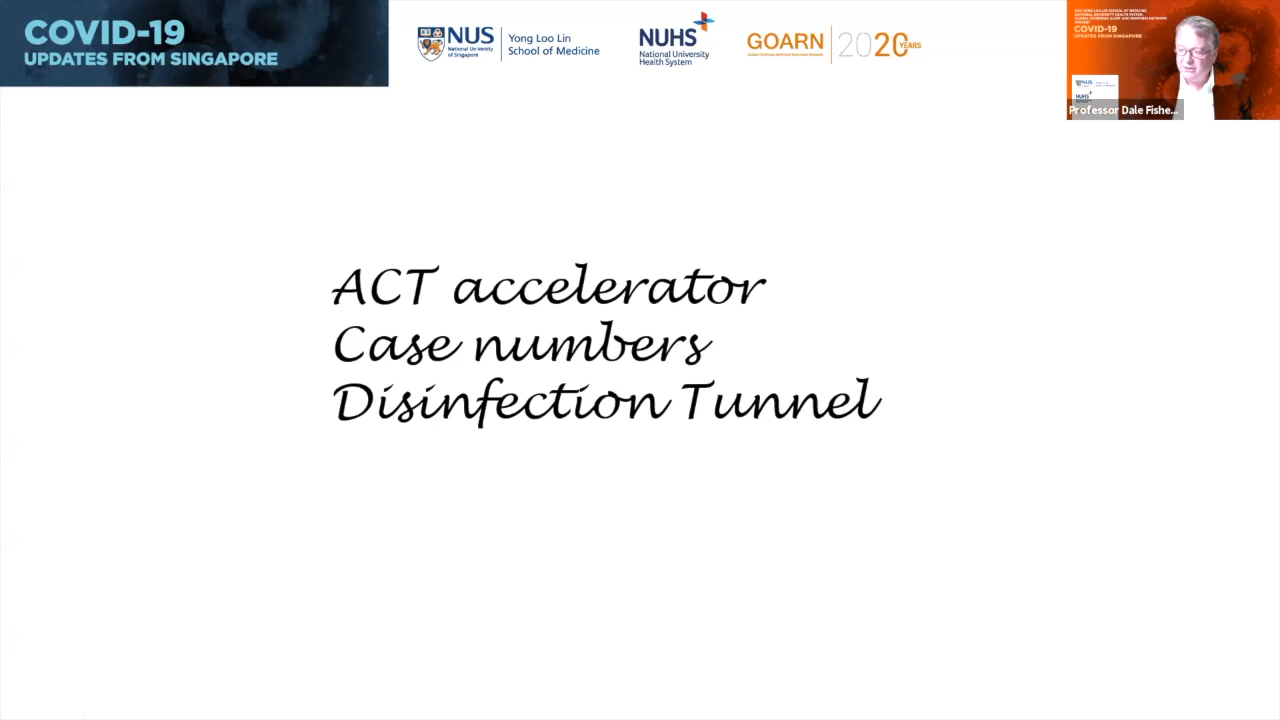 COVID-19
UPDATES FROM SINGAPORE
NUS
National University
of Singapore
Yong Loo Lin
School of Medicine
NUHS
National University
Health System
GOARN
2020 YEARS
COVID-19
UPDATES FROM SINGAPORE
NUS
NUHS
Professor Dale Fishe...
ACT accelerator
Case numbers
Disinfection Tunnel